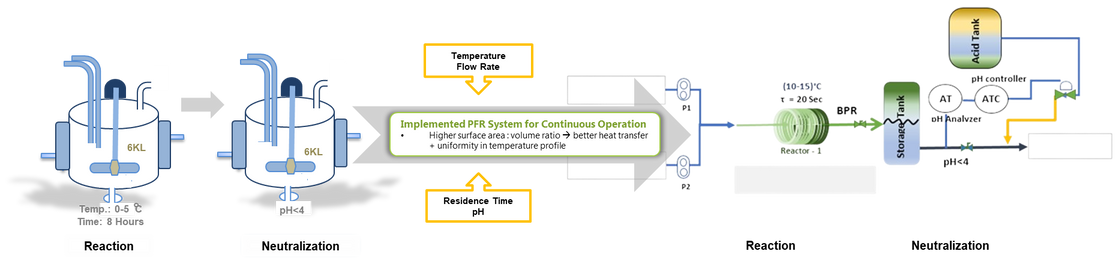 6KL
Temp.: 0-5 ℃
Time: 8 Hours
Reaction
6KL
pH<4
Neutralization
Temperature
Flow Rate
Implemented PFR System for Continuous Operation
• Higher surface area : volume ratio → better heat transfer
+ uniformity in temperature profile
Residence Time
pH
P1
P2
(10-15)°C
τ = 20 Sec
Reactor - 1
BPR
Reaction
Storage Tank
Acid Tank
pH controller
AT
ATC
pH Analyzer
pH<4
Neutralization